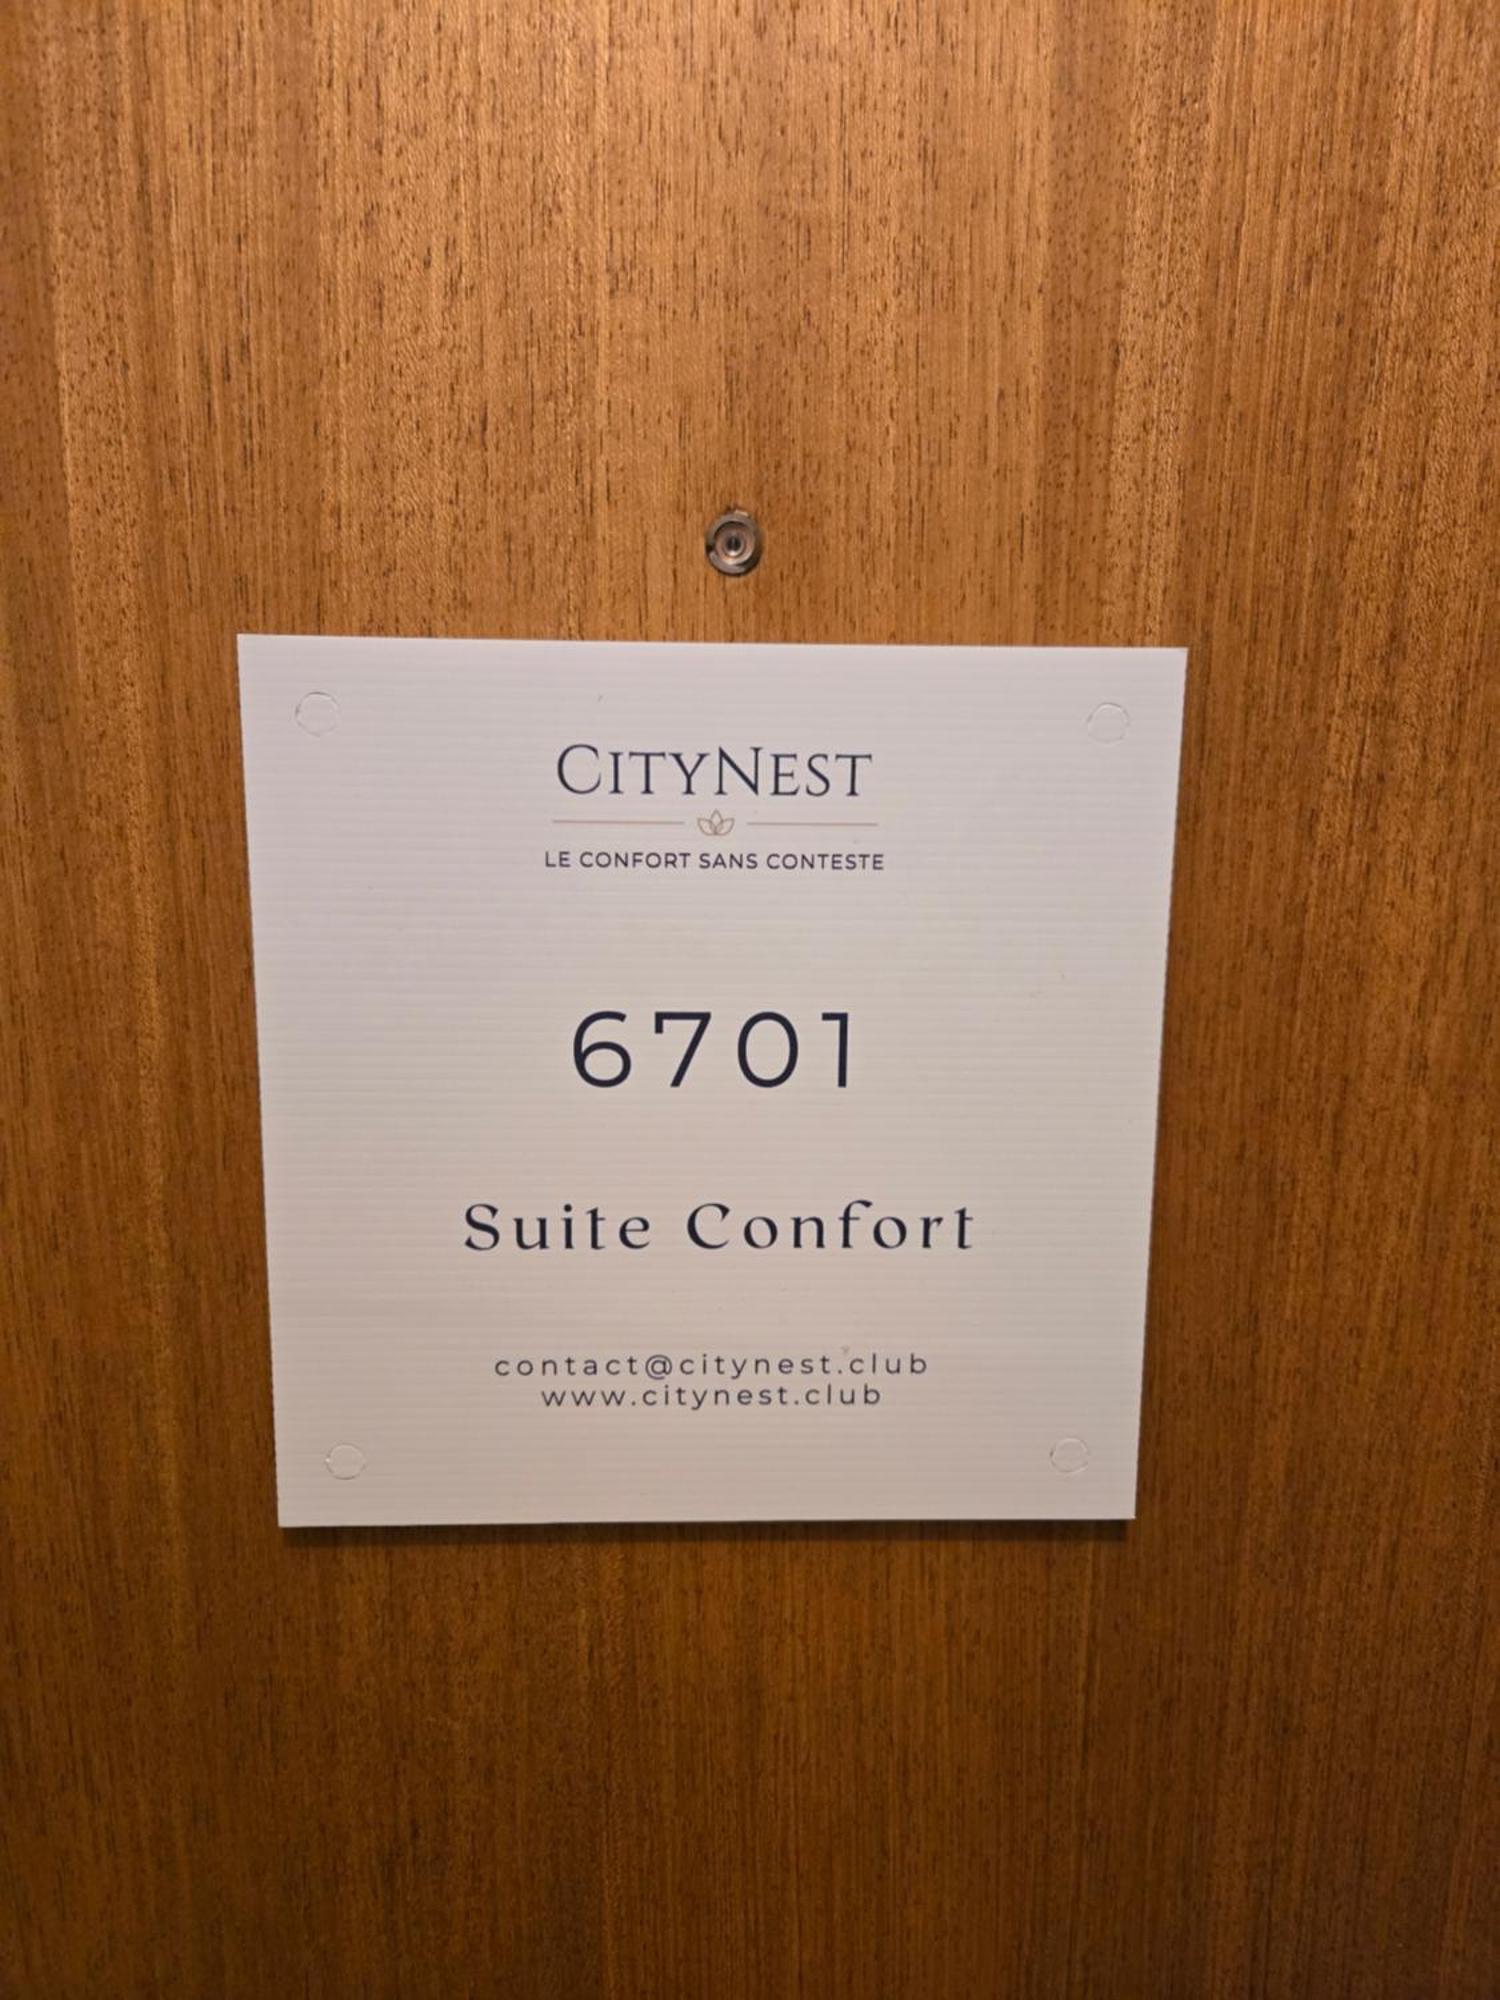 CITYNEST
LE CONFORT SANS CONTESTE
6701
Suite Confort
contact@citynest.club
www.citynest.club